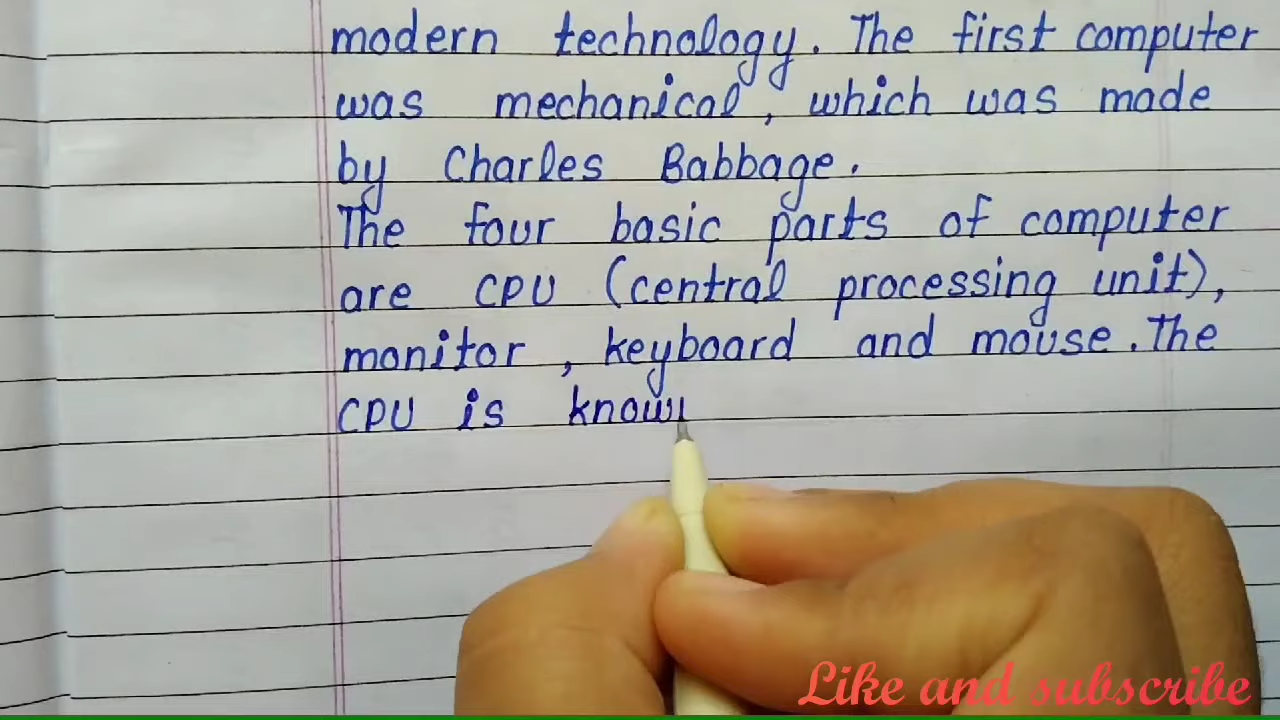 modern technology. The first computer
was mechanical, which was made
by Charles Babbage.
The four basic parts of computer
are CPU (central processing unit),
monitor, keyboard and mouse. The
CPU is know
Like and subscribe